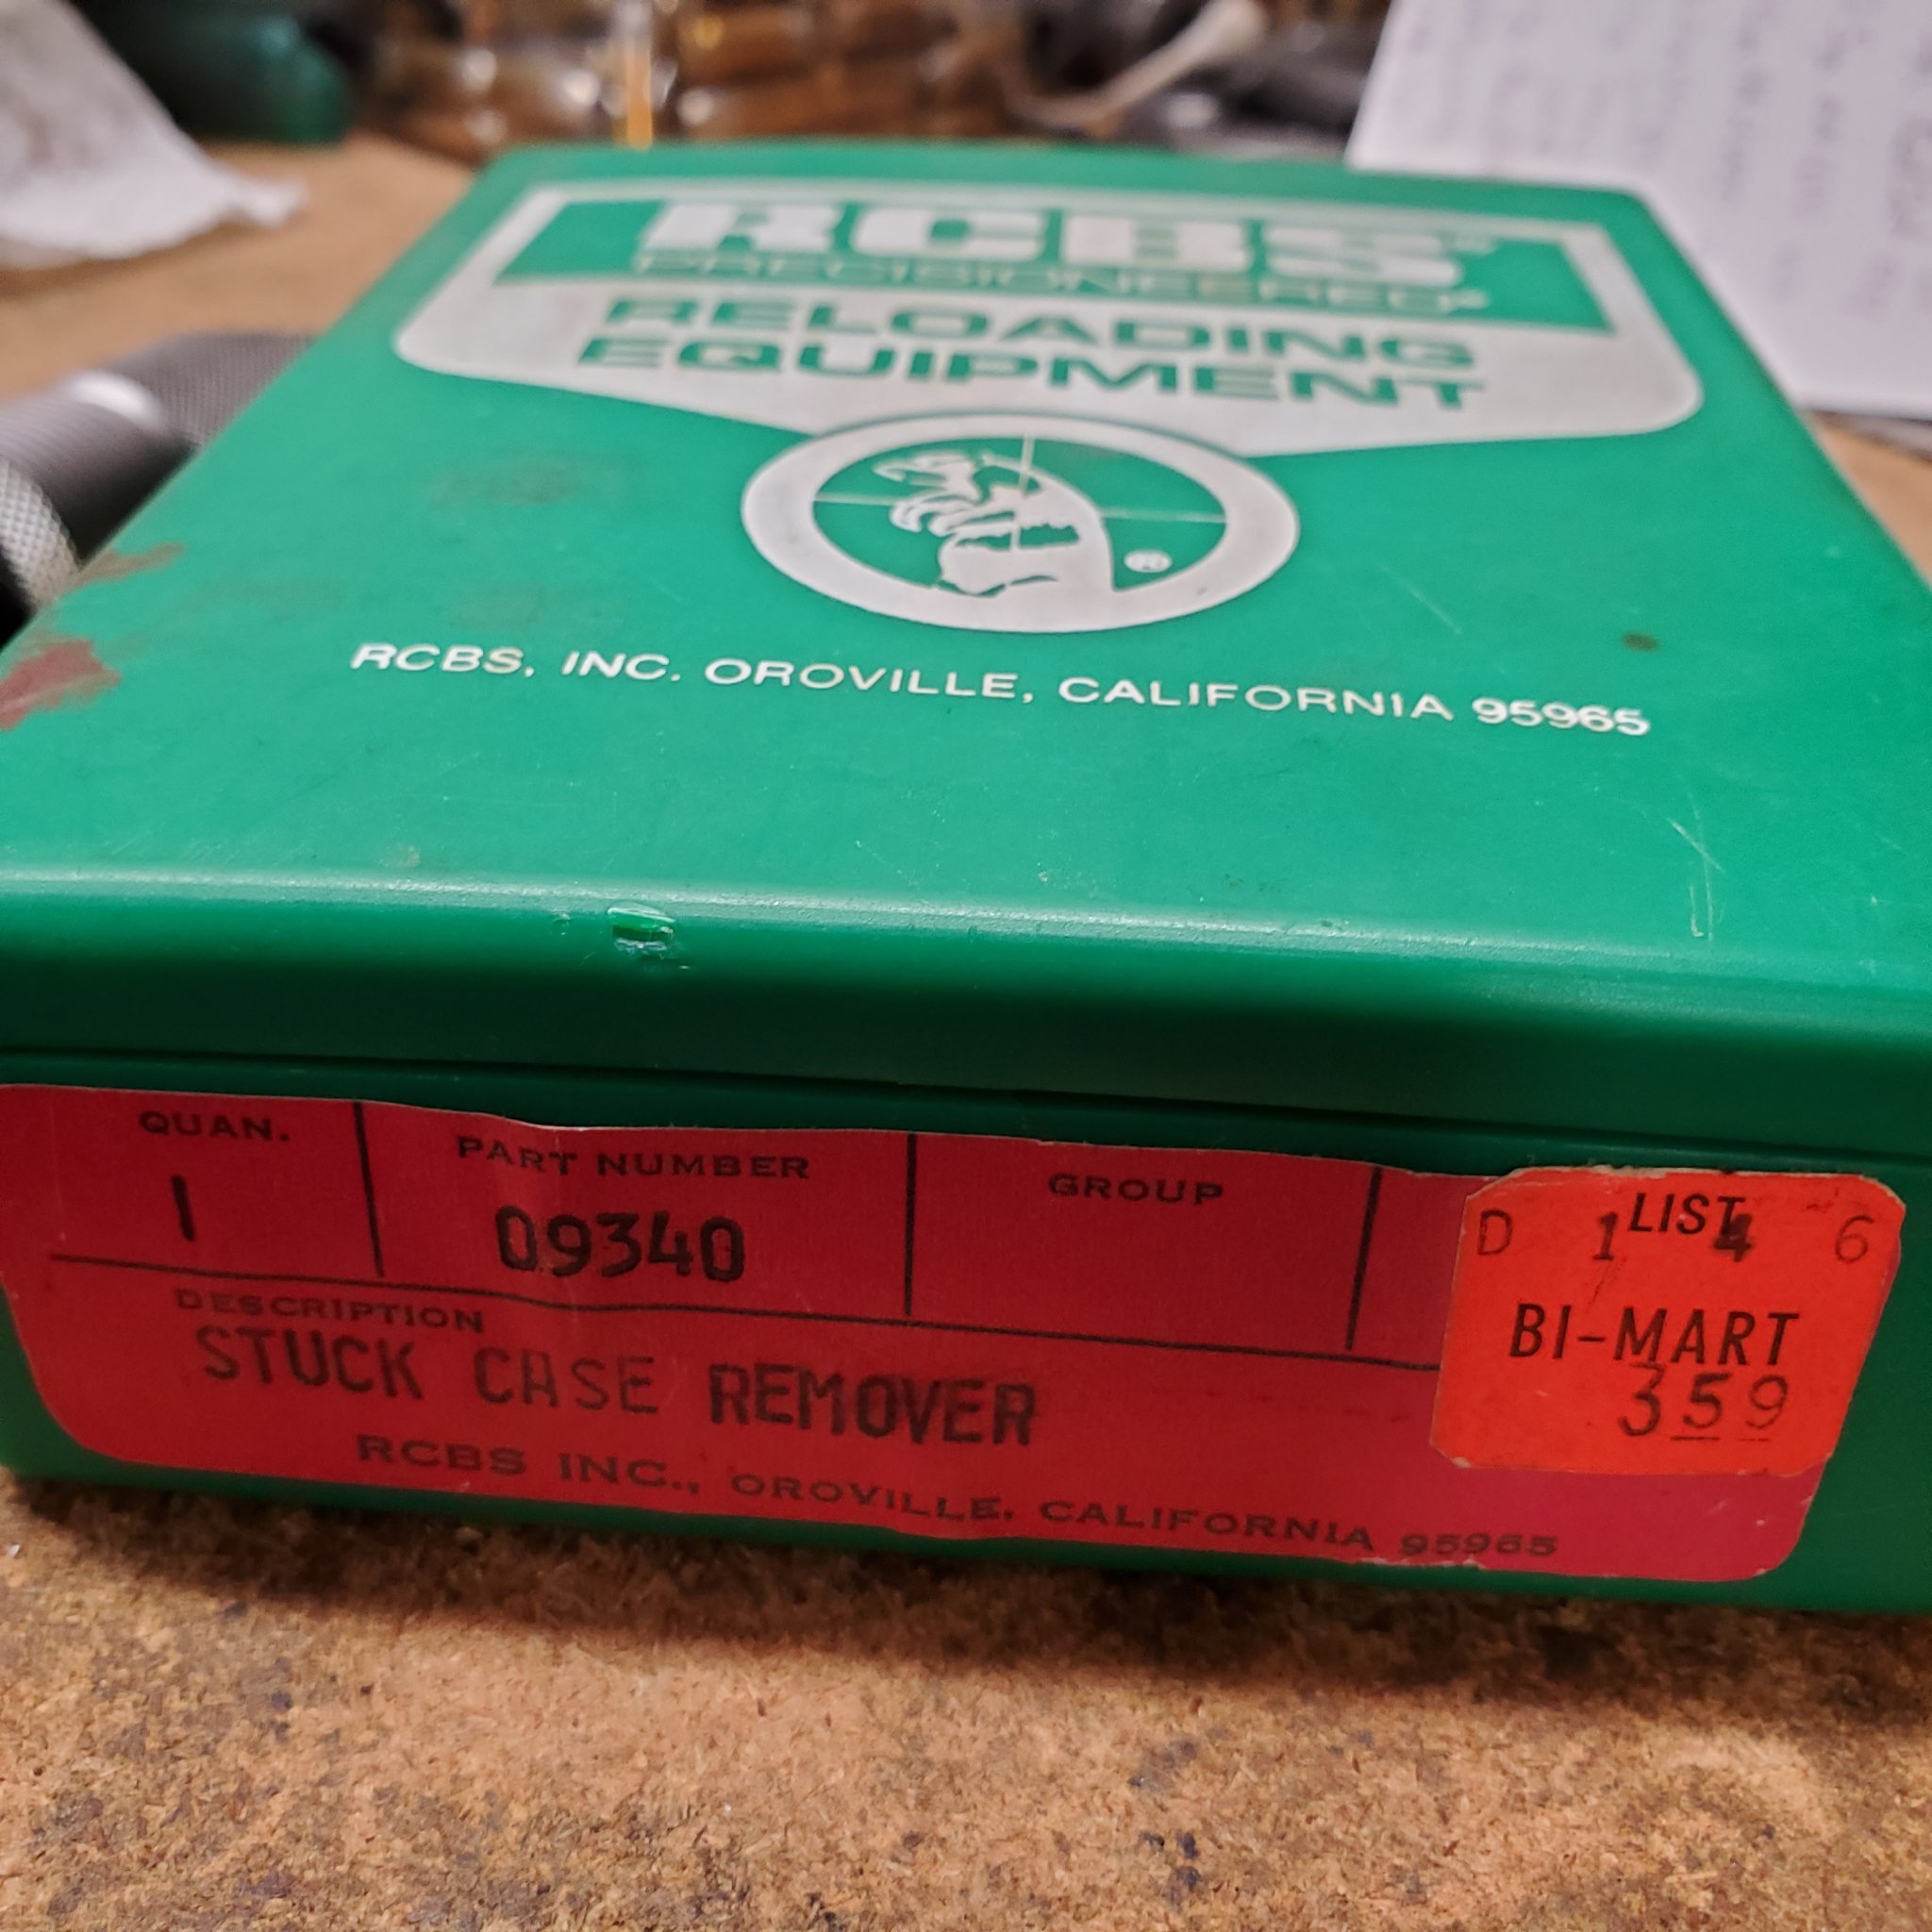 RCBS®
PRECISIONEERED®
RELOADING
EQUIPMENT
®
RCBS, INC. OROVILLE, CALIFORNIA 95965
QUAN.
1
PART NUMBER
09340
GROUP
DESCRIPTION
STUCK CASE REMOVER
RCBS INC., OROVILLE, CALIFORNIA 95965
LIST
D 1 4 6
BI-MART
359